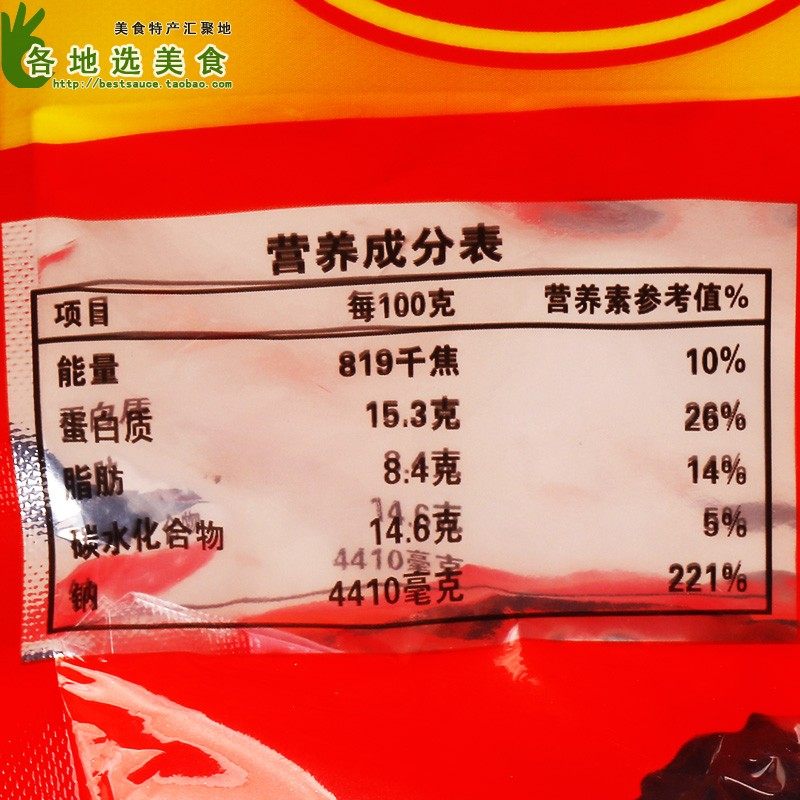 美食特产汇聚地
各地选美食
http://bestsauce.taobao.com
营养成分表
项目 每100克 营养素参考值%
能量 819千焦 10%
蛋白质 15.3克 26%
脂肪 8.4克 14%
碳水化合物 14.6克 5%
钠 4410毫克 221%